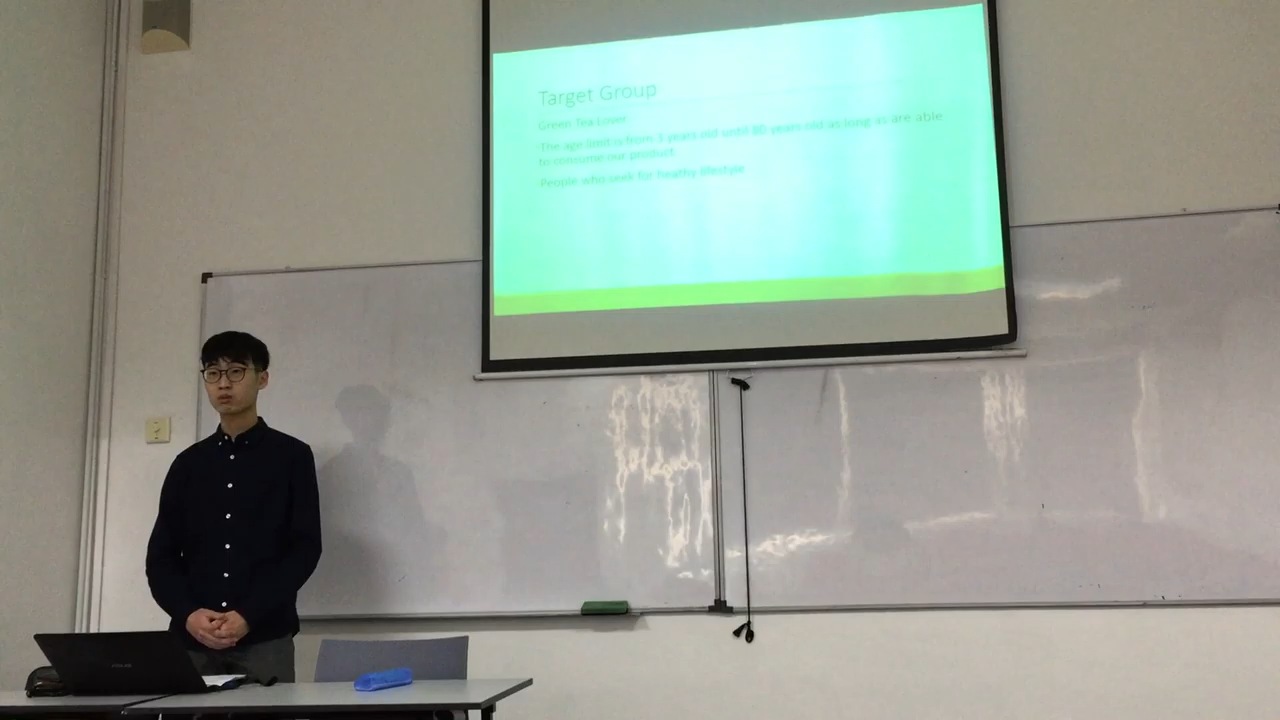 Target Group
Green Tea Lover
The age limit is from 1 years old until 80 years old as long as are able
to consume our product
People who seek for heathy lifestyle